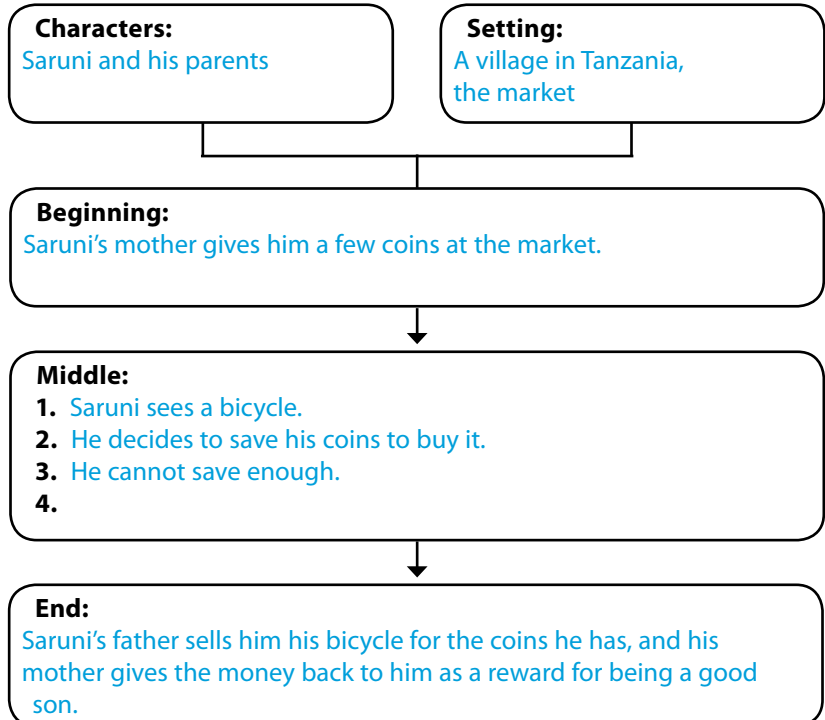 Characters:
Saruni and his parents
Setting:
A village in Tanzania,
the market
Beginning:
Saruni’s mother gives him a few coins at the market.
Middle:
1. Saruni sees a bicycle.
2. He decides to save his coins to buy it.
3. He cannot save enough.
4.
End:
Saruni’s father sells him his bicycle for the coins he has, and his
mother gives the money back to him as a reward for being a good
son.